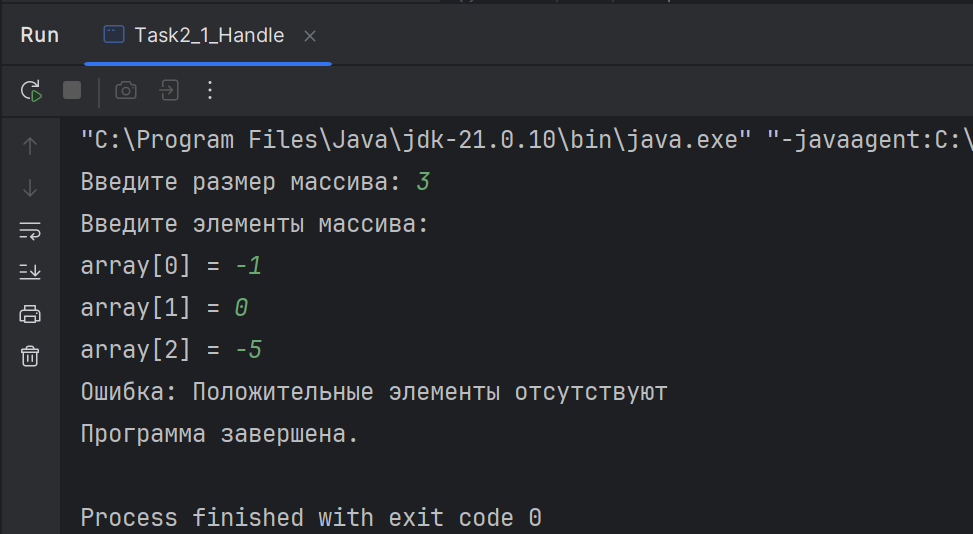 Run Task2_1_Handle
"C:\Program Files\Java\jdk-21.0.10\bin\java.exe" "-javaagent:C:\
Введите размер массива: 3
Введите элементы массива:
array[0] = -1
array[1] = 0
array[2] = -5
Ошибка: Положительные элементы отсутствуют
Программа завершена.
Process finished with exit code 0